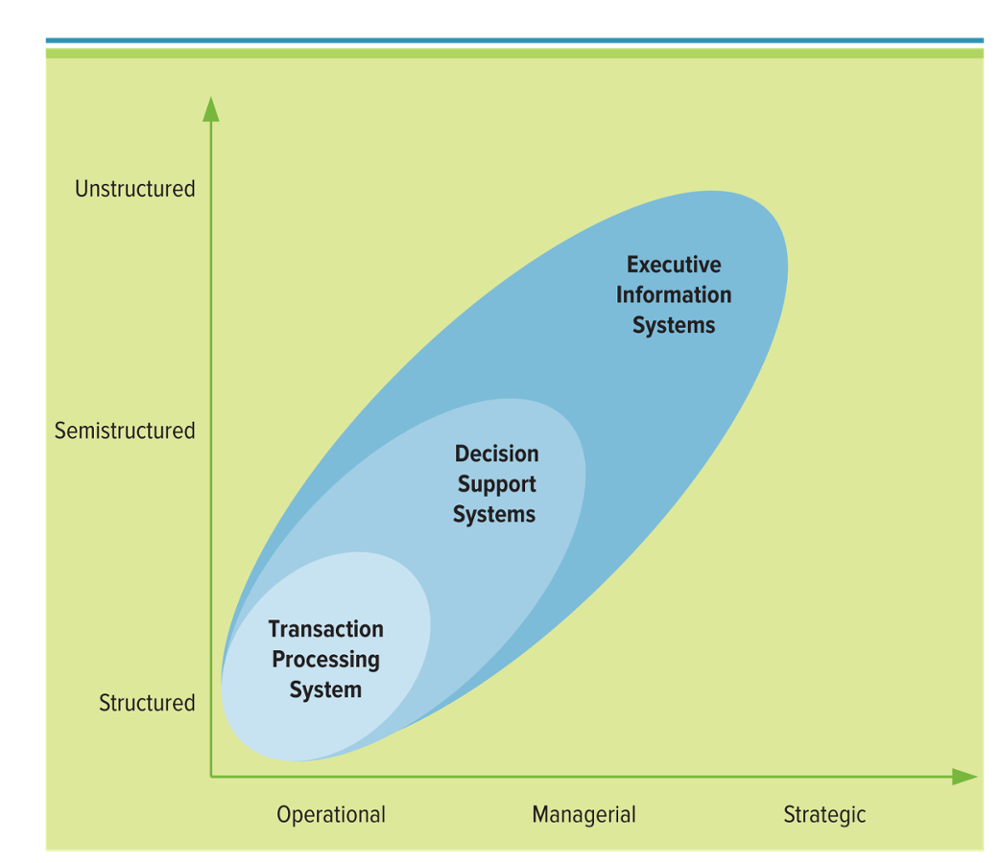 Unstructured
Executive
Information
Systems
Semistructured
Decision
Support
Systems
Transaction
Processing
System
Structured
Operational
Managerial
Strategic